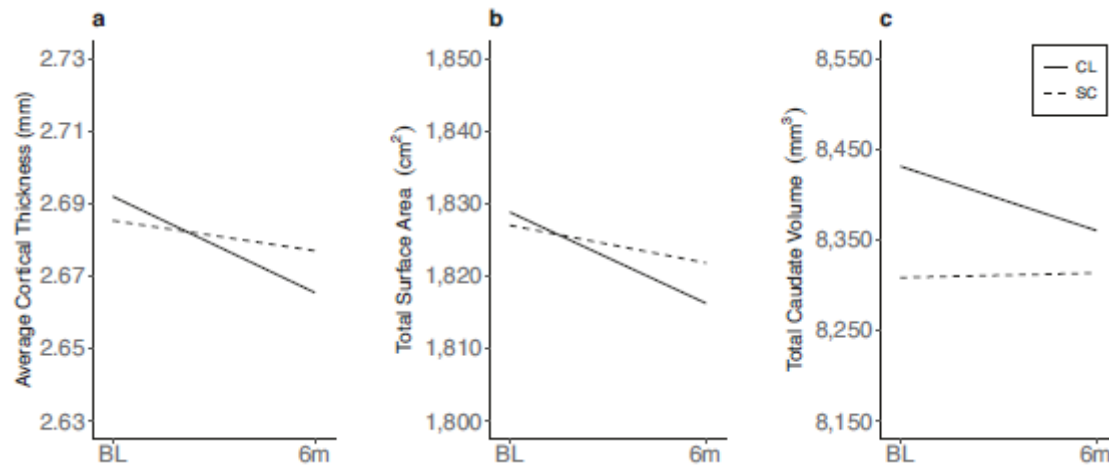 a
Average Cortical Thickness (mm)
2.73
2.71
2.69
2.67
2.65
2.63
BL 6m
b
Total Surface Area (cm²)
1,850
1,840
1,830
1,820
1,810
1,800
BL 6m
c
Total Caudate Volume (mm³)
8,550
8,450
8,350
8,250
8,150
BL 6m
CL
SC